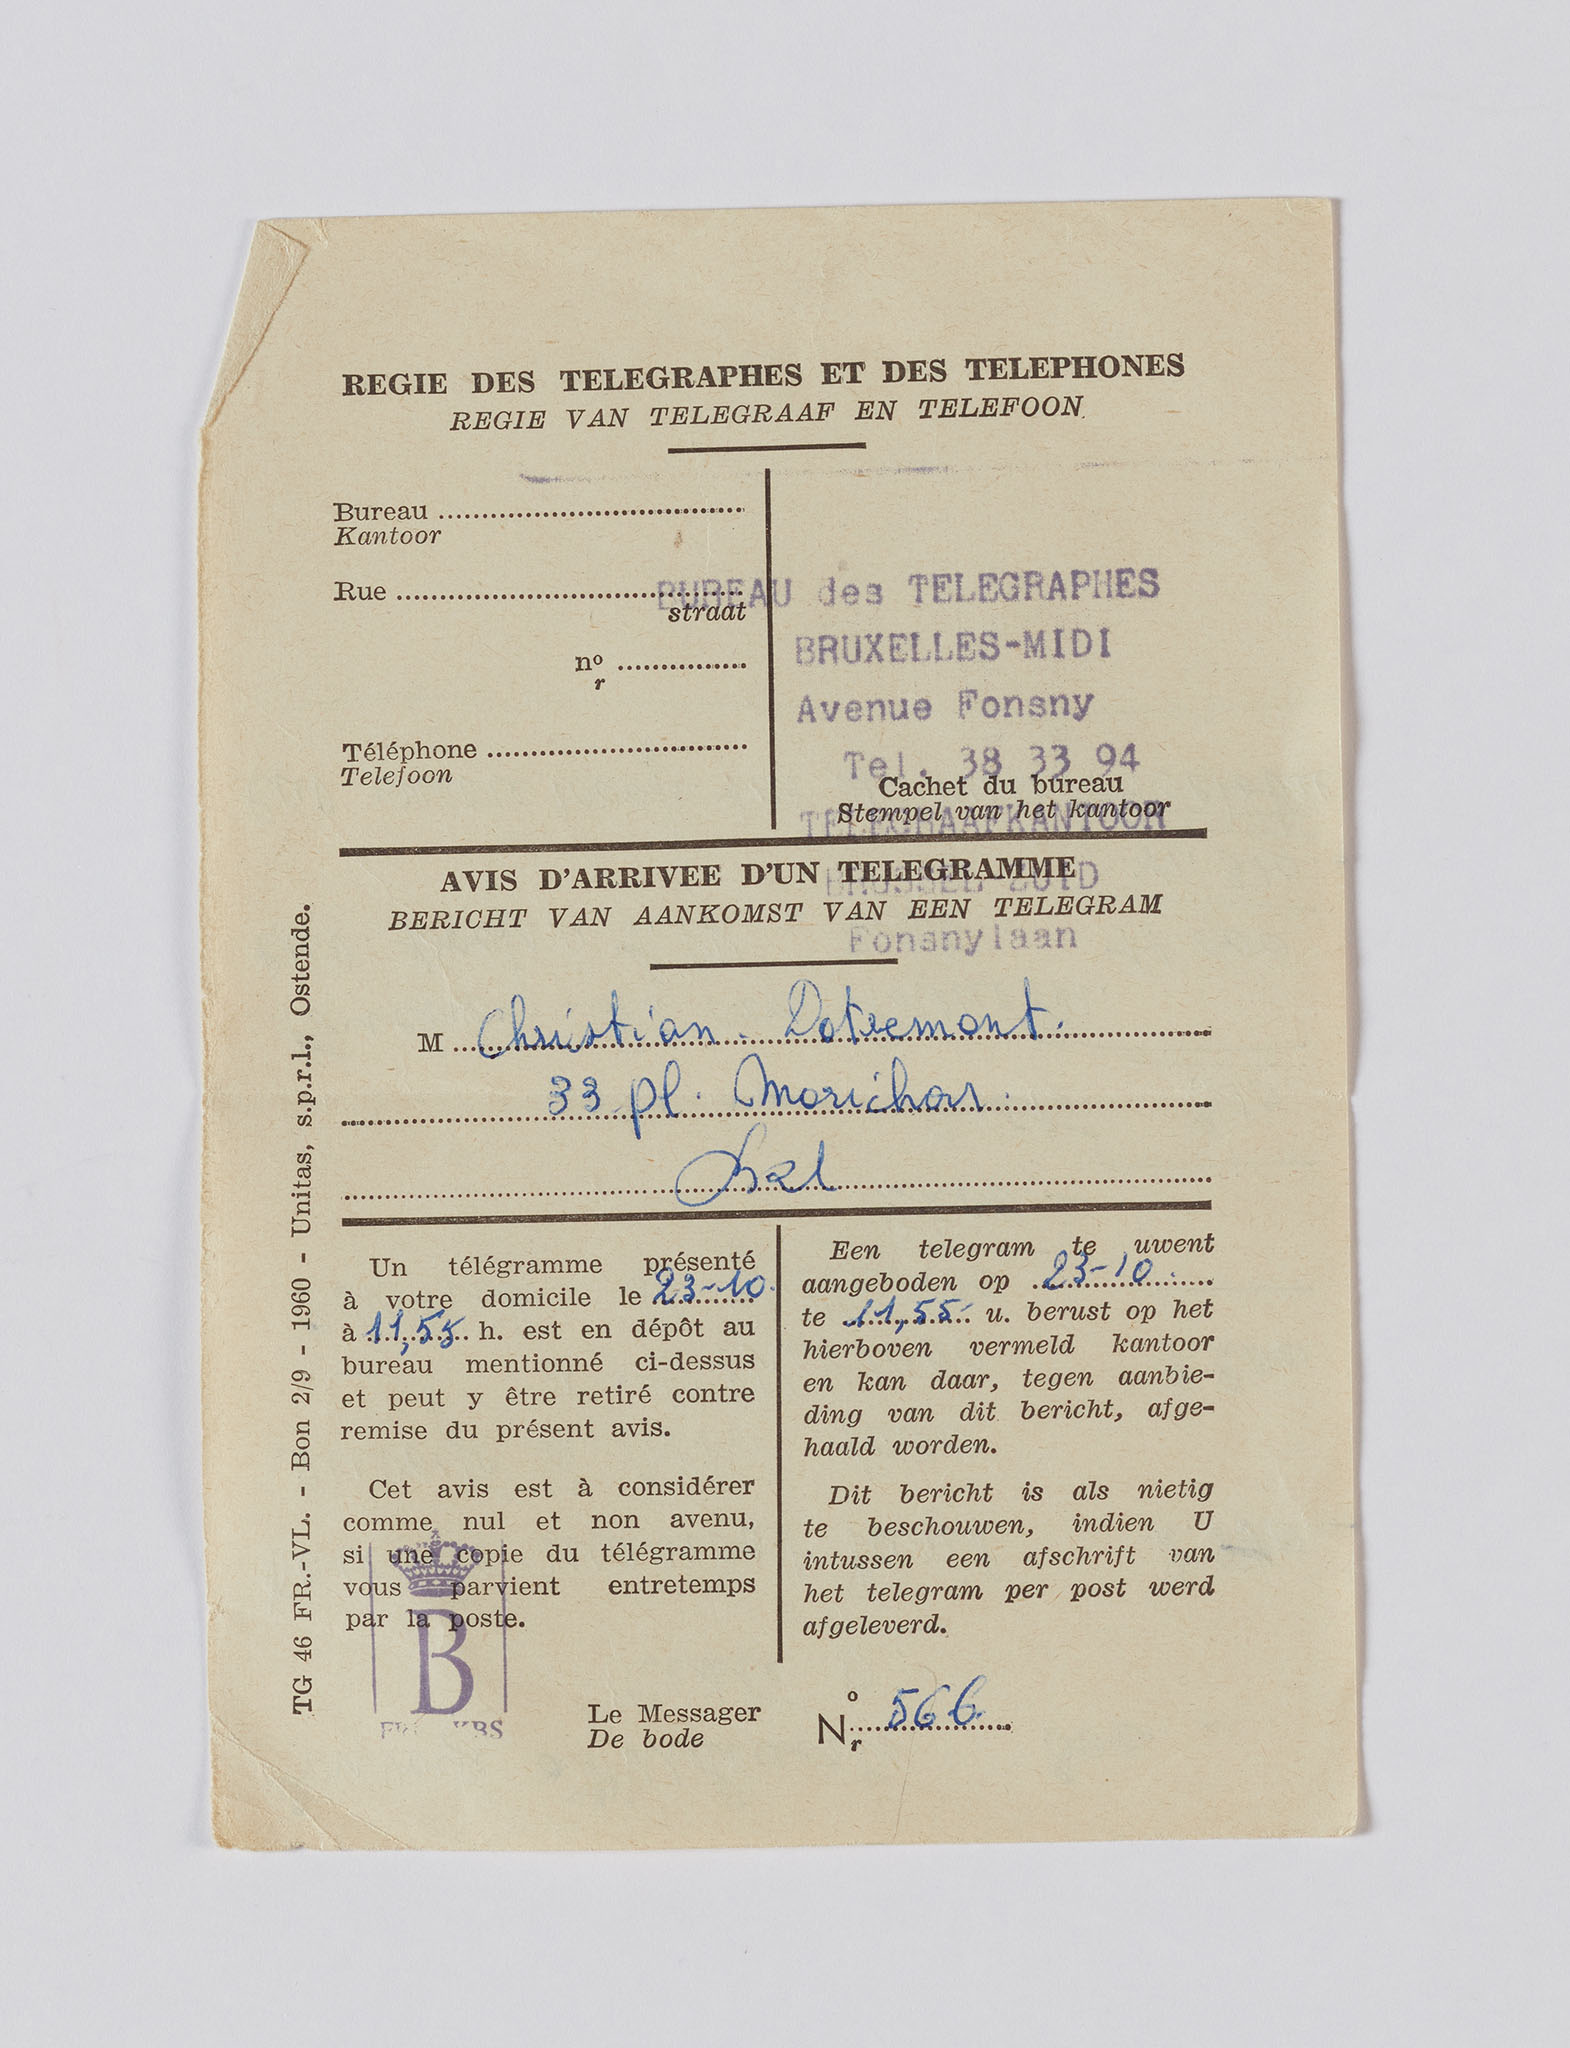 REGIE DES TELEGRAPHES ET DES TELEPHONES
REGIE VAN TELEGRAAF EN TELEFOON
Bureau
Kantoor
Rue
straat
nº
r
Téléphone
Telefoon
BUREAU des TELEGRAPHES
BRUXELLES-MIDI
Avenue Fonsny
Tel. 38 33 94
Cachet du bureau
Stempel van het kantoor
TELEGRAAFKANTOOR
BRUSSEL-ZUID
Fonsnylaan
AVIS D'ARRIVEE D'UN TELEGRAMME
BERICHT VAN AANKOMST VAN EEN TELEGRAM
M Christian Dotremont.
33 pl. Morichar.
Bxl
Un télégramme présenté
à votre domicile le 23-10.
à 11,55 h. est en dépôt au
bureau mentionné ci-dessus
et peut y être retiré contre
remise du présent avis.
Cet avis est à considérer
comme nul et non avenu,
si une copie du télégramme
vous parvient entretemps
par la poste.
Een telegram te uwent
aangeboden op 23-10
te 11,55 u. berust op het
hierboven vermeld kantoor
en kan daar, tegen aanbie-
ding van dit bericht, afge-
haald worden.
Dit bericht is als nietig
te beschouwen, indien U
intussen een afschrift van
het telegram per post werd
afgeleverd.
B
Le Messager
De bode
Nº
r
566
TG 46 FR.-VL. - Bon 2/9 - 1960 - Unitas, s.p.r.l., Ostende.